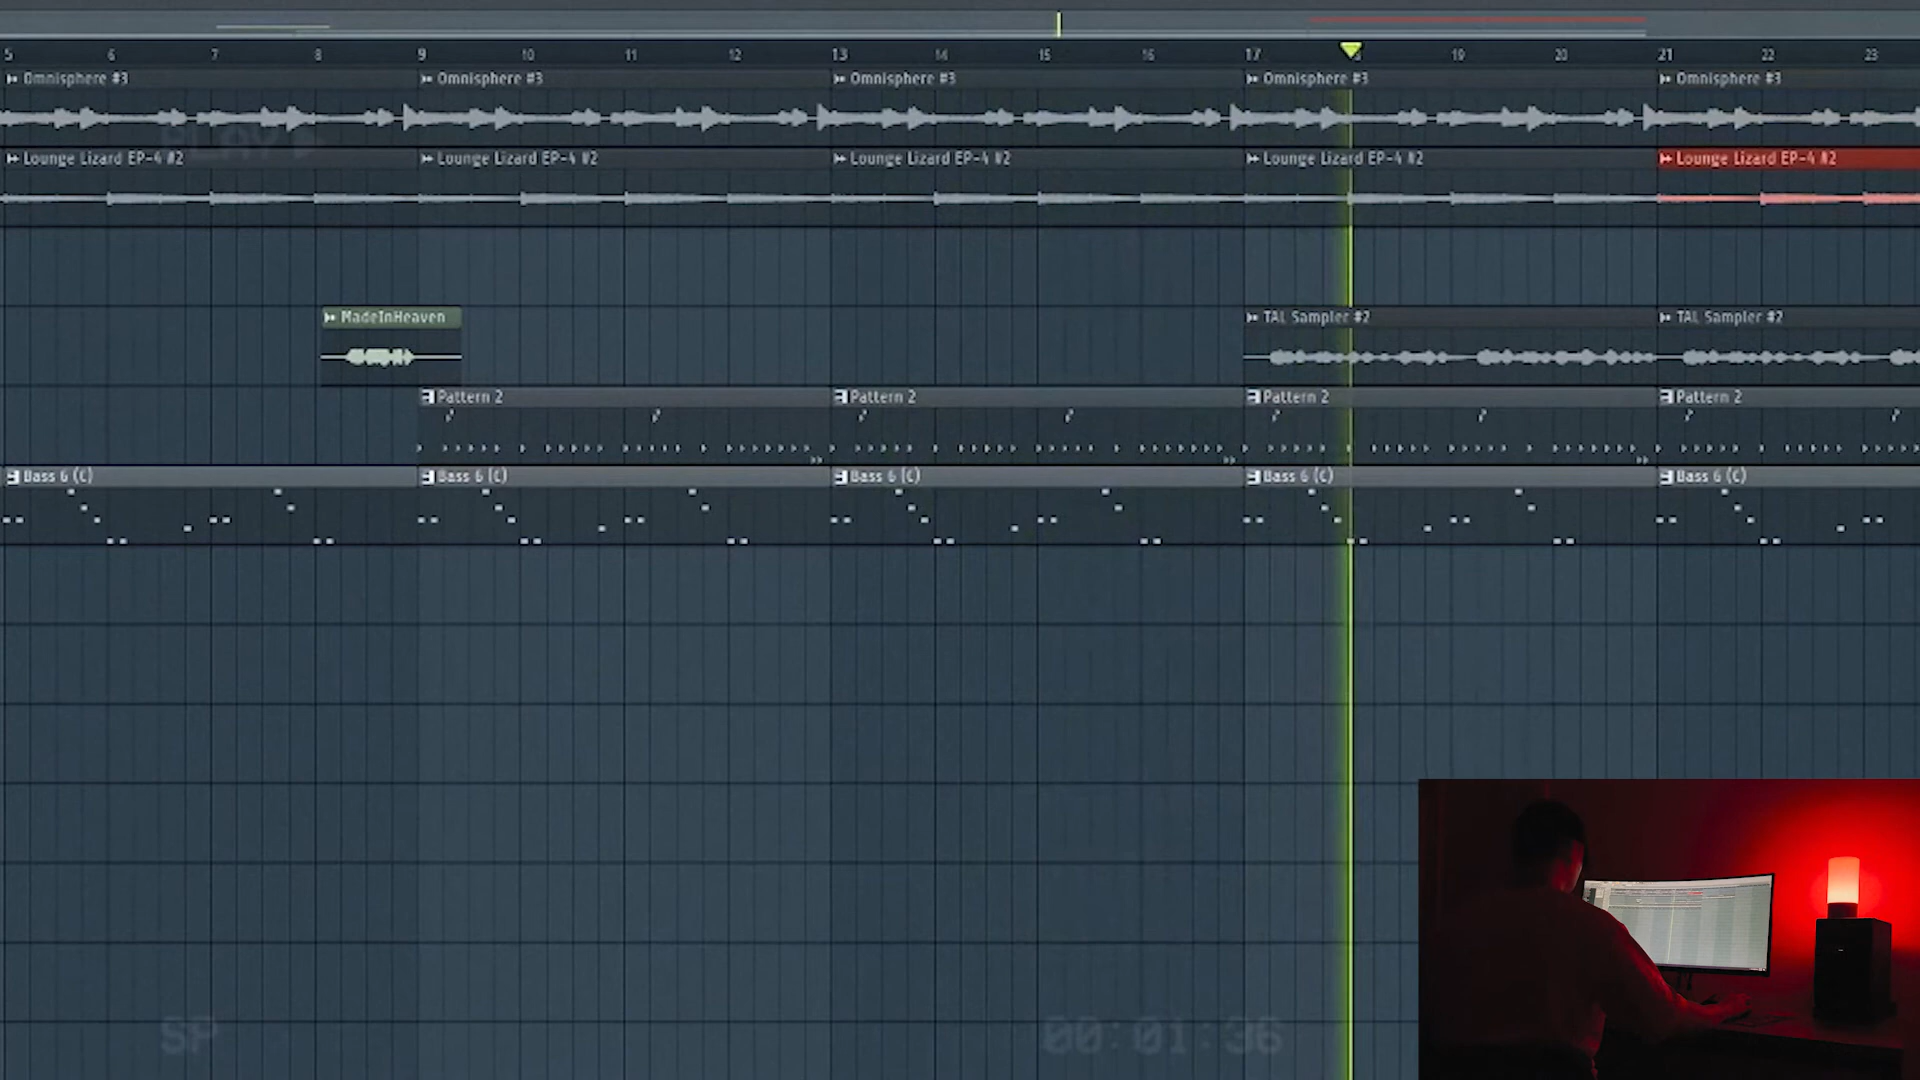 5 6 7 8 9 10 11 12 13 14 15 16 17 18 19 20 21 22 23
Omnisphere #3 Omnisphere #3 Omnisphere #3 Omnisphere #3 Omnisphere #3
PLAY
Lounge Lizard EP-4 #2 Lounge Lizard EP-4 #2 Lounge Lizard EP-4 #2 Lounge Lizard EP-4 #2 Lounge Lizard EP-4 #2
MadeInHeaven TAL Sampler #2 TAL Sampler #2
Pattern 2 Pattern 2 Pattern 2 Pattern 2
Bass 6 (C) Bass 6 (C) Bass 6 (C) Bass 6 (C) Bass 6 (C)
SP 00:01:36